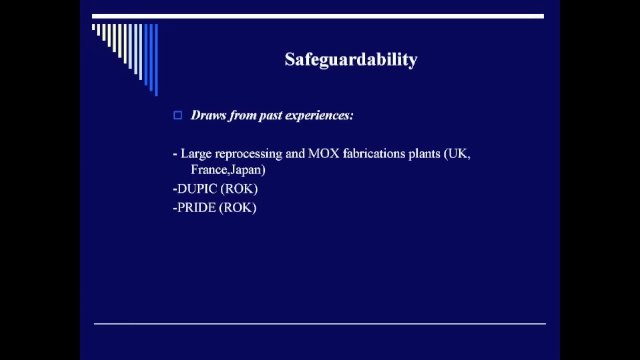 Safeguardability
Draws from past experiences:
- Large reprocessing and MOX fabrications plants (UK,
France,Japan)
-DUPIC (ROK)
-PRIDE (ROK)